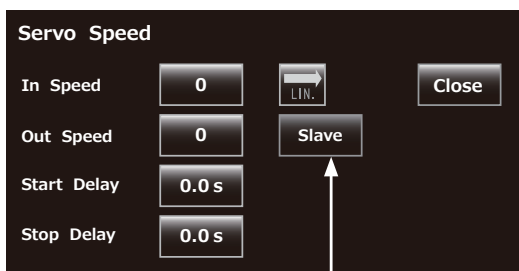 Servo Speed
In Speed 0 LIN. Close
Out Speed 0 Slave
Start Delay 0.0 s
Stop Delay 0.0 s